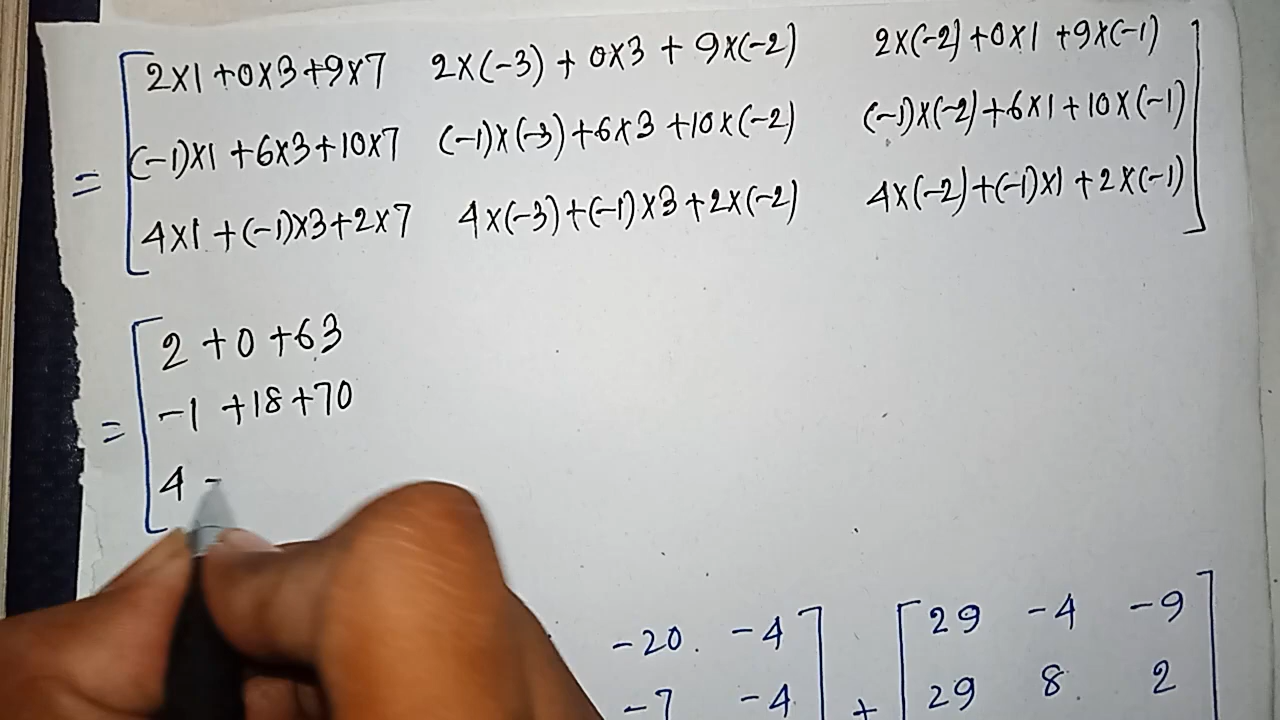 2×1+0×3+9×7 2×(-3)+0×3+9×(-2) 2×(-2)+0×1+9×(-1)
= (-1)×1+6×3+10×7 (-1)×(-3)+6×3+10×(-2) (-1)×(-2)+6×1+10×(-1)
4×1+(-1)×3+2×7 4×(-3)+(-1)×3+2×(-2) 4×(-2)+(-1)×1+2×(-1)
2+0+63
= -1+18+70
4-
-20 -4 29 -4 -9
-7 -4 + 29 8 2